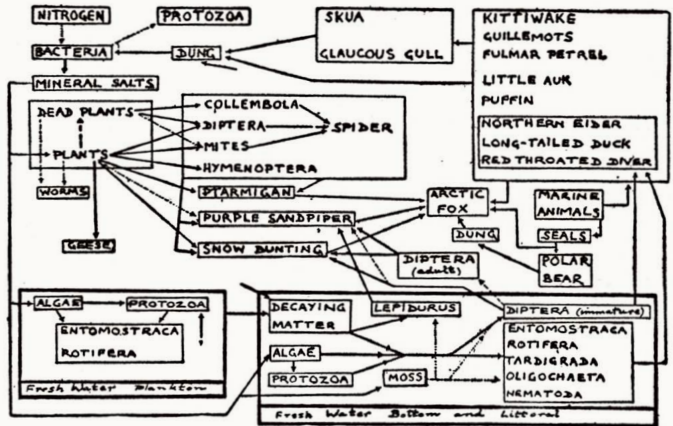 NITROGEN
PROTOZOA
BACTERIA
DUNG
MINERAL SALTS
SKUA
GLAUCOUS GULL
KITTIWAKE
GUILLEMOTS
FULMAR PETREL
LITTLE AUK
PUFFIN
NORTHERN EIDER
LONG-TAILED DUCK
RED THROATED DIVER
DEAD PLANTS
PLANTS
WORMS
GEESE
COLLEMBOLA
DIPTERA
MITES
HYMENOPTERA
SPIDER
PTARMIGAN
PURPLE SANDPIPER
SNOW BUNTING
ARCTIC
FOX
DUNG
MARINE
ANIMALS
SEALS
POLAR
BEAR
DIPTERA
(adult)
ALGAE
PROTOZOA
ENTOMOSTRACA
ROTIFERA
Fresh Water Plankton
DECAYING
MATTER
LEPIDURUS
DIPTERA (immature)
ALGAE
PROTOZOA
MOSS
ENTOMOSTRACA
ROTIFERA
TARDIGRADA
OLIGOCHAETA
NEMATODA
Fresh Water Bottom and Littoral